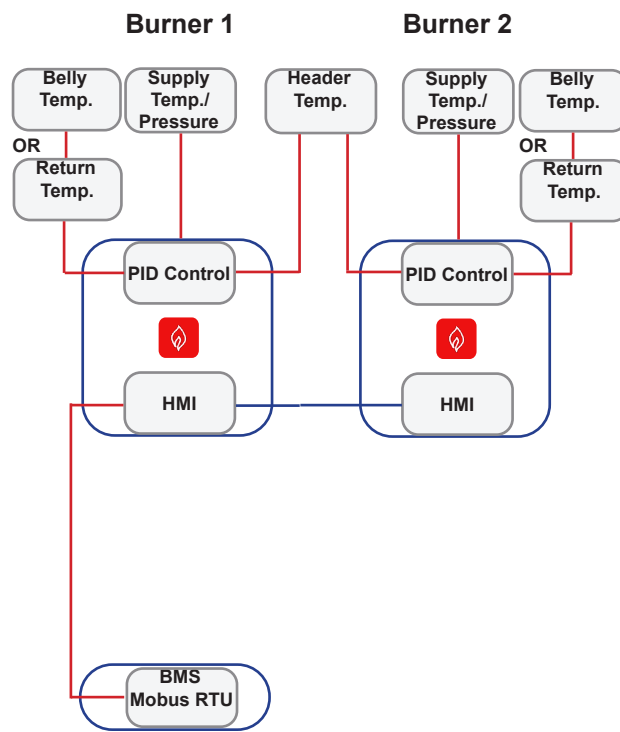 Burner 1
Burner 2
Belly
Temp.
OR
Return
Temp.
Supply
Temp./
Pressure
Header
Temp.
Supply
Temp./
Pressure
Belly
Temp.
OR
Return
Temp.
PID Control
PID Control
HMI
HMI
BMS
Mobus RTU